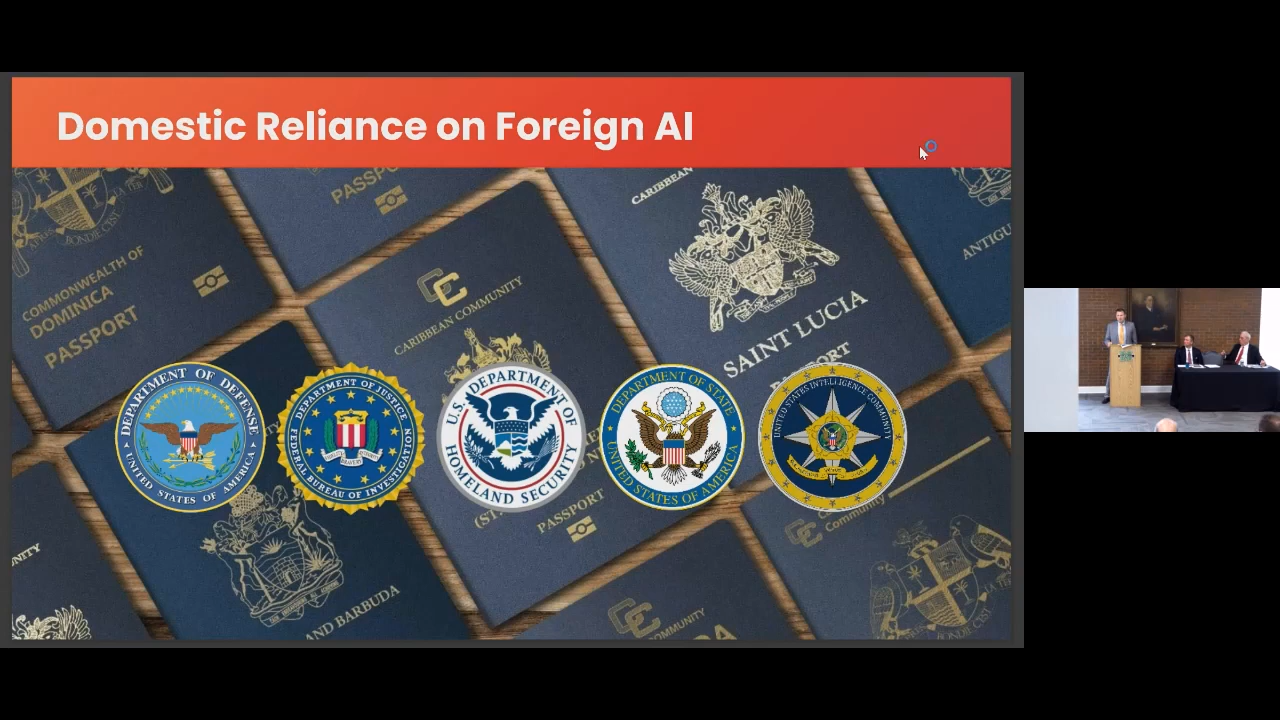 Domestic Reliance on Foreign AI
COMMONWEALTH OF
DOMINICA
PASSPORT
CARIBBEAN COMMUNITY
CARIBBEAN
SAINT LUCIA
DEPARTMENT OF DEFENSE
UNITED STATES OF AMERICA
DEPARTMENT OF JUSTICE
FEDERAL BUREAU OF INVESTIGATION
U.S. DEPARTMENT OF
HOMELAND SECURITY
DEPARTMENT OF STATE
UNITED STATES OF AMERICA
UNITED STATES INTELLIGENCE COMMUNITY
PASSPORT
Community
AND BARBUDA